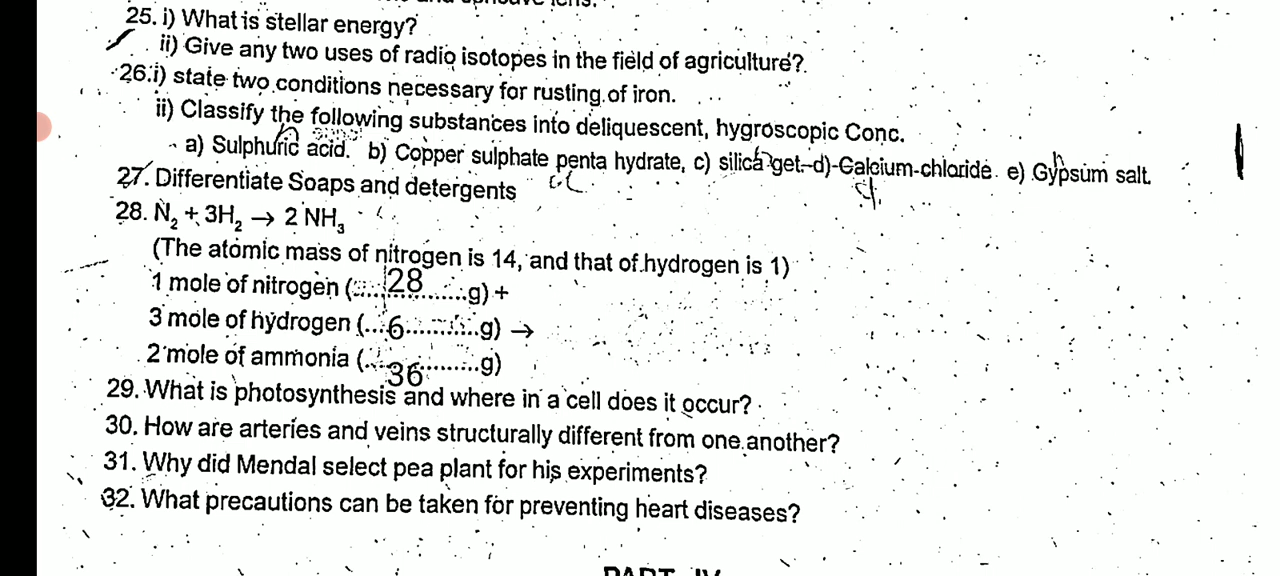 25. i) What is stellar energy?
ii) Give any two uses of radio isotopes in the field of agriculture?
26.i) state two conditions necessary for rusting of iron.
ii) Classify the following substances into deliquescent, hygroscopic Conc.
a) Sulphuric acid. b) Copper sulphate penta hydrate, c) silica get d) Calcium-chloride. e) Gypsum salt.
27. Differentiate Soaps and detergents
28. N₂ + 3H₂ → 2 NH₃
(The atomic mass of nitrogen is 14, and that of hydrogen is 1)
1 mole of nitrogen (....28.......g) +
3 mole of hydrogen (...6..........g) →
2 mole of ammonia (....36.........g)
29. What is photosynthesis and where in a cell does it occur?
30. How are arteries and veins structurally different from one another?
31. Why did Mendal select pea plant for his experiments?
32. What precautions can be taken for preventing heart diseases?